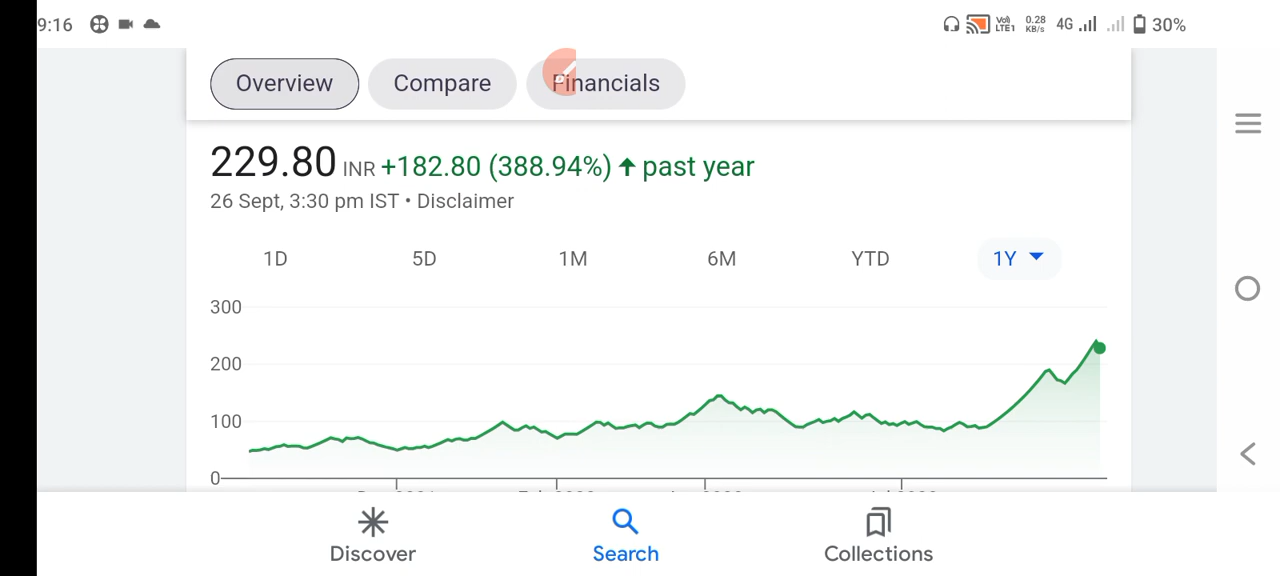 9:16 Vo) LTE1 0.28 KB/s 4G 30%
Overview Compare Financials
229.80 INR +182.80 (388.94%) ↑ past year
26 Sept, 3:30 pm IST • Disclaimer
1D 5D 1M 6M YTD 1Y
300
200
100
0
Discover Search Collections